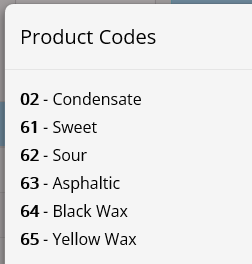 Product Codes
02 - Condensate
61 - Sweet
62 - Sour
63 - Asphaltic
64 - Black Wax
65 - Yellow Wax